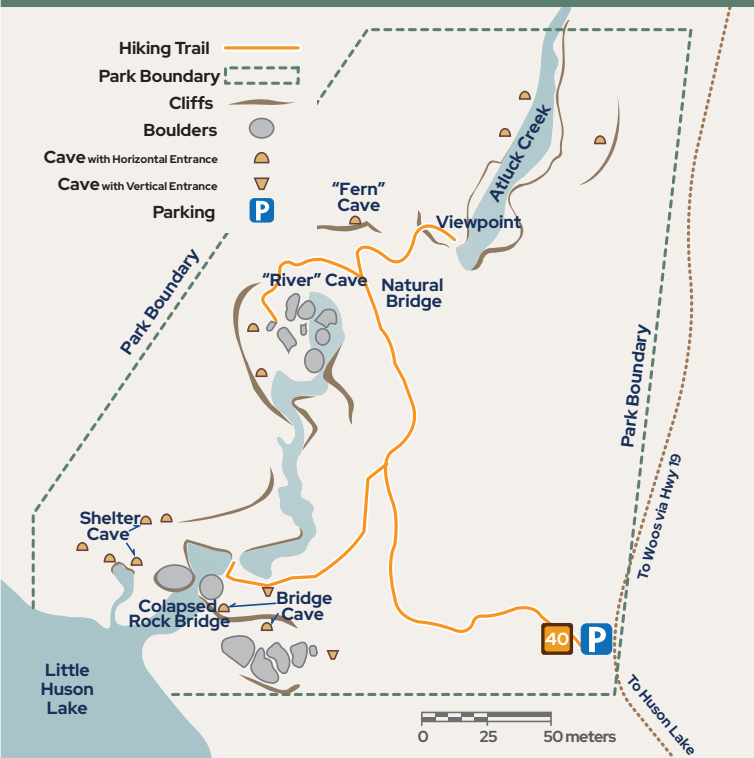 Hiking Trail
Park Boundary
Cliffs
Boulders
Cave with Horizontal Entrance
Cave with Vertical Entrance
Parking
P
Atluck Creek
"Fern"
Cave
Viewpoint
Park Boundary
"River" Cave
Natural
Bridge
Park Boundary
To Woos via Hwy 19
Shelter
Cave
Colapsed
Rock Bridge
Bridge
Cave
40
P
Little
Huson
Lake
To Huson Lake
0 25 50 meters